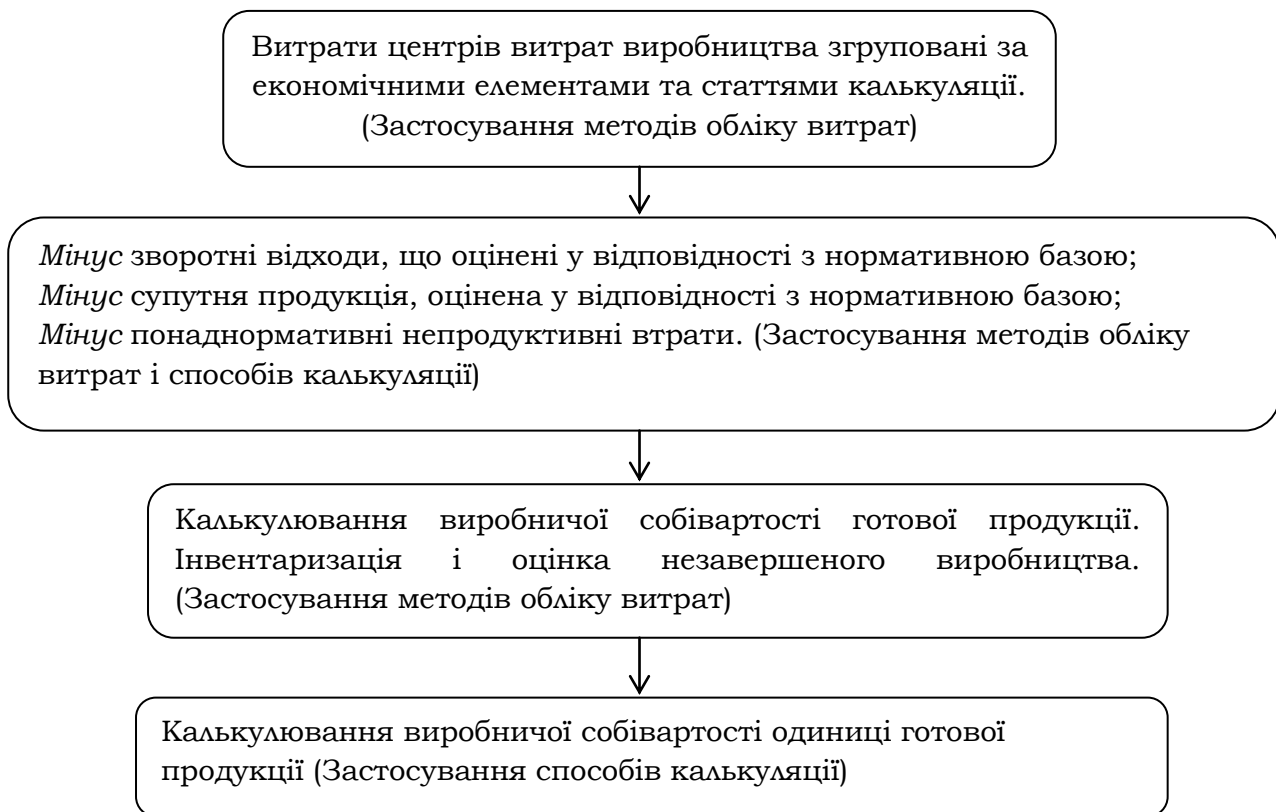 Витрати центрів витрат виробництва згруповані за
економічними елементами та статтями калькуляції.
(Застосування методів обліку витрат)
Мінус зворотні відходи, що оцінені у відповідності з нормативною базою;
Мінус супутня продукція, оцінена у відповідності з нормативною базою;
Мінус понаднормативні непродуктивні втрати. (Застосування методів обліку
витрат і способів калькуляції)
Калькулювання виробничої собівартості готової продукції.
Інвентаризація і оцінка незавершеного виробництва.
(Застосування методів обліку витрат)
Калькулювання виробничої собівартості одиниці готової
продукції (Застосування способів калькуляції)